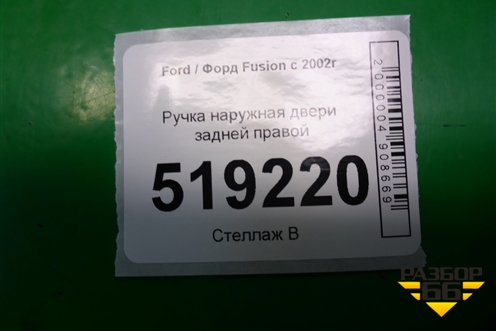 Ford / Форд Fusion с 2002г
Ручка наружная двери
задней правой
519220
Стеллаж В
2000004908669
РАЗБОР
66